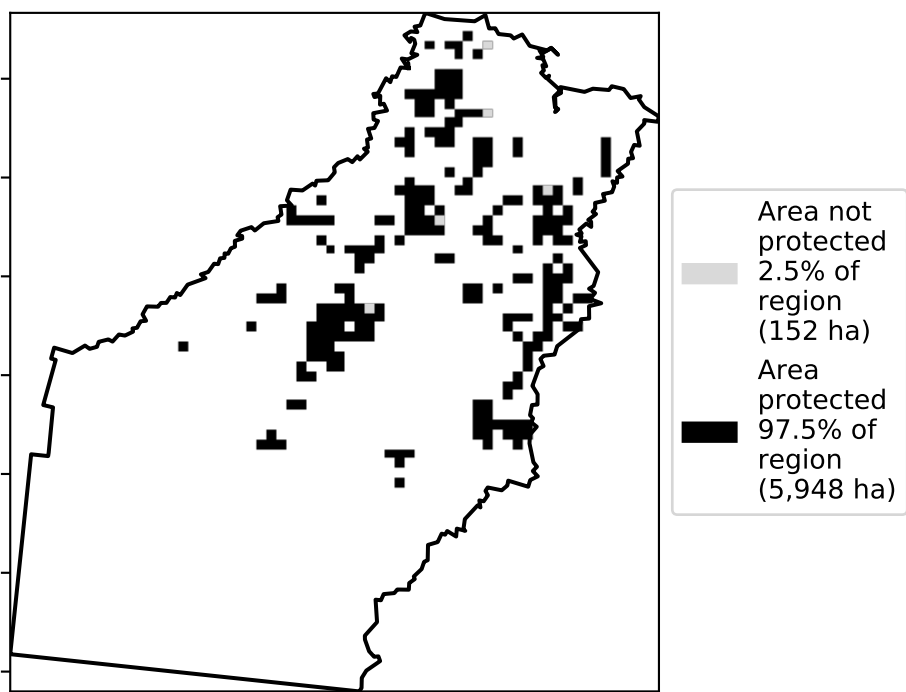 Area not
protected
2.5% of
region
(152 ha)
Area
protected
97.5% of
region
(5,948 ha)